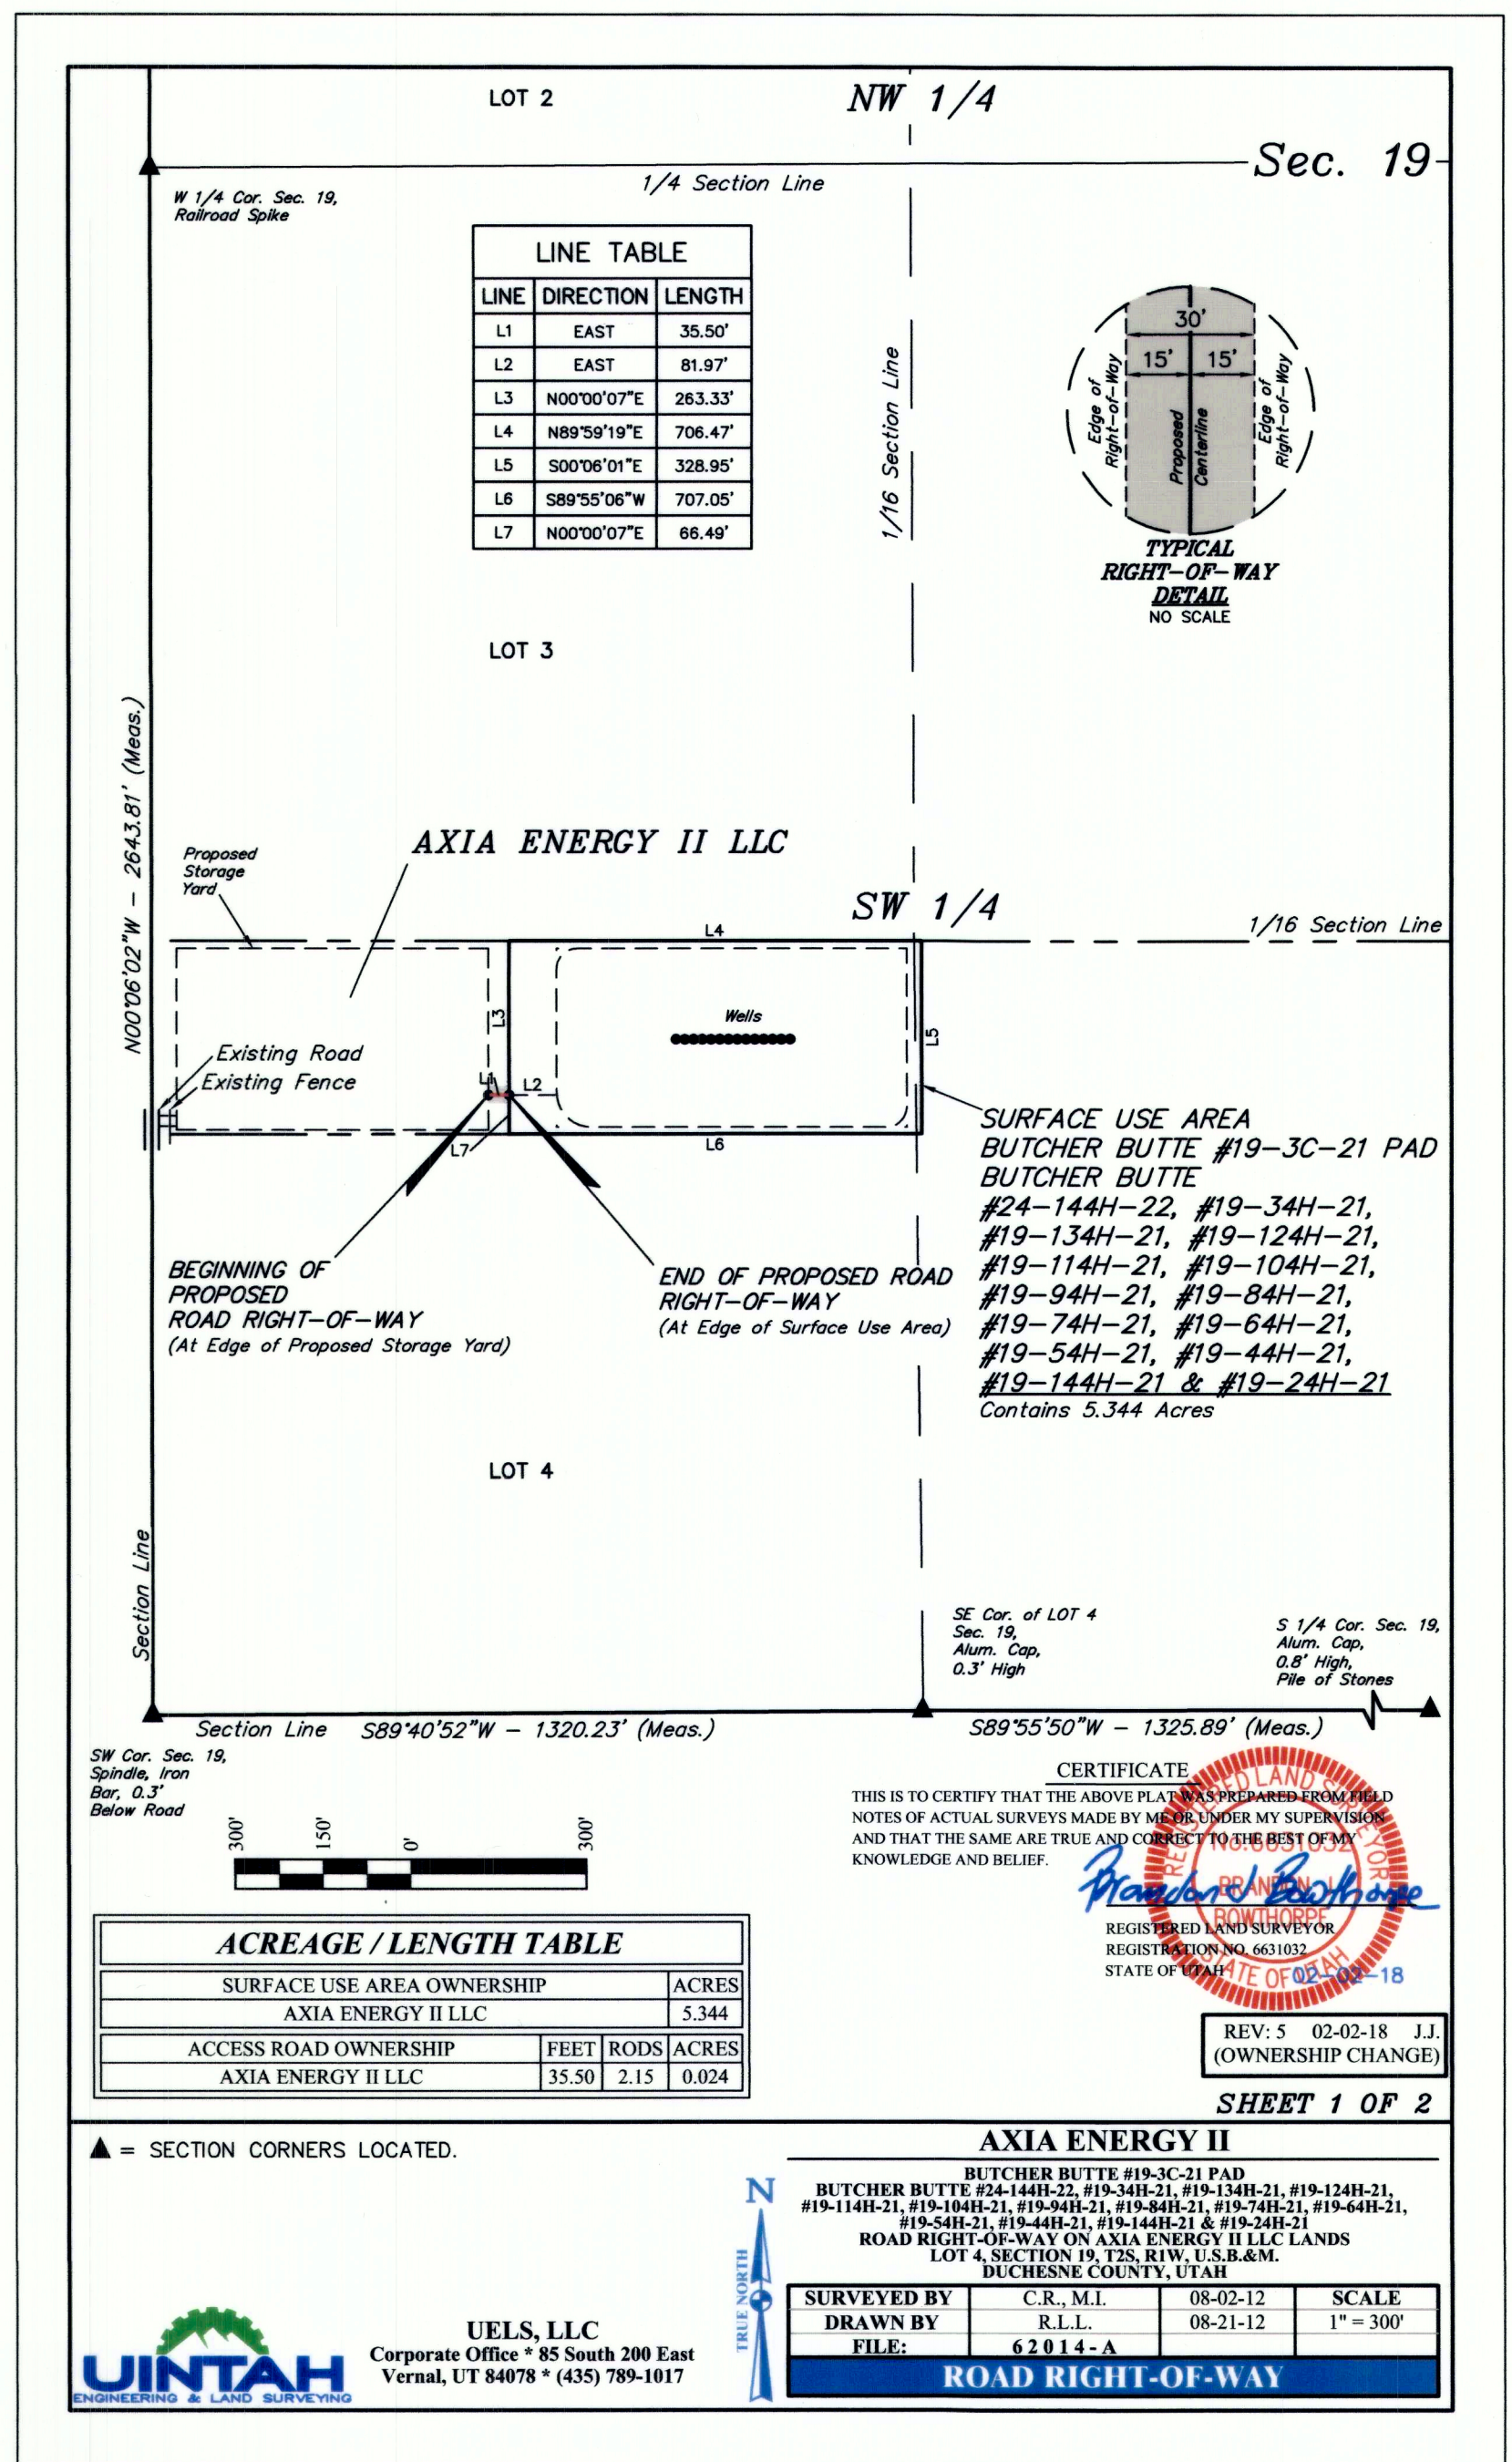 LOT 2
NW 1/4
Sec. 19
1/4 Section Line
W 1/4 Cor. Sec. 19,
Railroad Spike
LINE TABLE
LINE DIRECTION LENGTH
L1 EAST 35.50'
L2 EAST 81.97'
L3 N00°00'07"E 263.33'
L4 N89°59'19"E 706.47'
L5 S00°06'01"E 328.95'
L6 S89°55'06"W 707.05'
L7 N00°00'07"E 66.49'
1/16 Section Line
30'
15' 15'
Edge of
Right-of-Way
Proposed
Centerline
Edge of
Right-of-Way
TYPICAL
RIGHT-OF-WAY
DETAIL
NO SCALE
LOT 3
N00°06'02"W - 2643.81' (Meas.)
AXIA ENERGY II LLC
Proposed
Storage
Yard
SW 1/4
1/16 Section Line
L4
L3
Wells
L5
Existing Road
Existing Fence
L1
L2
L7
L6
SURFACE USE AREA
BUTCHER BUTTE #19-3C-21 PAD
BUTCHER BUTTE
#24-144H-22, #19-34H-21,
#19-134H-21, #19-124H-21,
#19-114H-21, #19-104H-21,
#19-94H-21, #19-84H-21,
#19-74H-21, #19-64H-21,
#19-54H-21, #19-44H-21,
#19-144H-21 & #19-24H-21
Contains 5.344 Acres
BEGINNING OF
PROPOSED
ROAD RIGHT-OF-WAY
(At Edge of Proposed Storage Yard)
END OF PROPOSED ROAD
RIGHT-OF-WAY
(At Edge of Surface Use Area)
LOT 4
Section Line
SE Cor. of LOT 4
Sec. 19,
Alum. Cap,
0.3' High
S 1/4 Cor. Sec. 19,
Alum. Cap,
0.8' High,
Pile of Stones
Section Line S89°40'52"W - 1320.23' (Meas.)
S89°55'50"W - 1325.89' (Meas.)
SW Cor. Sec. 19,
Spindle, Iron
Bar, 0.3'
Below Road
300' 150' 0' 300'
CERTIFICATE
THIS IS TO CERTIFY THAT THE ABOVE PLAT WAS PREPARED FROM FIELD
NOTES OF ACTUAL SURVEYS MADE BY ME OR UNDER MY SUPERVISION
AND THAT THE SAME ARE TRUE AND CORRECT TO THE BEST OF MY
KNOWLEDGE AND BELIEF.
REGISTERED LAND SURVEYOR
No. 6631032
BRANDON J.
BOWTHORPE
STATE OF UTAH
Brandon J Bowthorpe
REGISTERED LAND SURVEYOR
REGISTRATION NO. 6631032
STATE OF UTAH
02-02-18
ACREAGE / LENGTH TABLE
SURFACE USE AREA OWNERSHIP ACRES
AXIA ENERGY II LLC 5.344
ACCESS ROAD OWNERSHIP FEET RODS ACRES
AXIA ENERGY II LLC 35.50 2.15 0.024
REV: 5 02-02-18 J.J.
(OWNERSHIP CHANGE)
SHEET 1 OF 2
▲ = SECTION CORNERS LOCATED.
AXIA ENERGY II
BUTCHER BUTTE #19-3C-21 PAD
BUTCHER BUTTE #24-144H-22, #19-34H-21, #19-134H-21, #19-124H-21,
#19-114H-21, #19-104H-21, #19-94H-21, #19-84H-21, #19-74H-21, #19-64H-21,
#19-54H-21, #19-44H-21, #19-144H-21 & #19-24H-21
ROAD RIGHT-OF-WAY ON AXIA ENERGY II LLC LANDS
LOT 4, SECTION 19, T2S, R1W, U.S.B.&M.
DUCHESNE COUNTY, UTAH
SURVEYED BY C.R., M.I. 08-02-12 SCALE
DRAWN BY R.L.L. 08-21-12 1" = 300'
FILE: 62014-A
ROAD RIGHT-OF-WAY
N
TRUE NORTH
UINTAH
ENGINEERING & LAND SURVEYING
UELS, LLC
Corporate Office * 85 South 200 East
Vernal, UT 84078 * (435) 789-1017